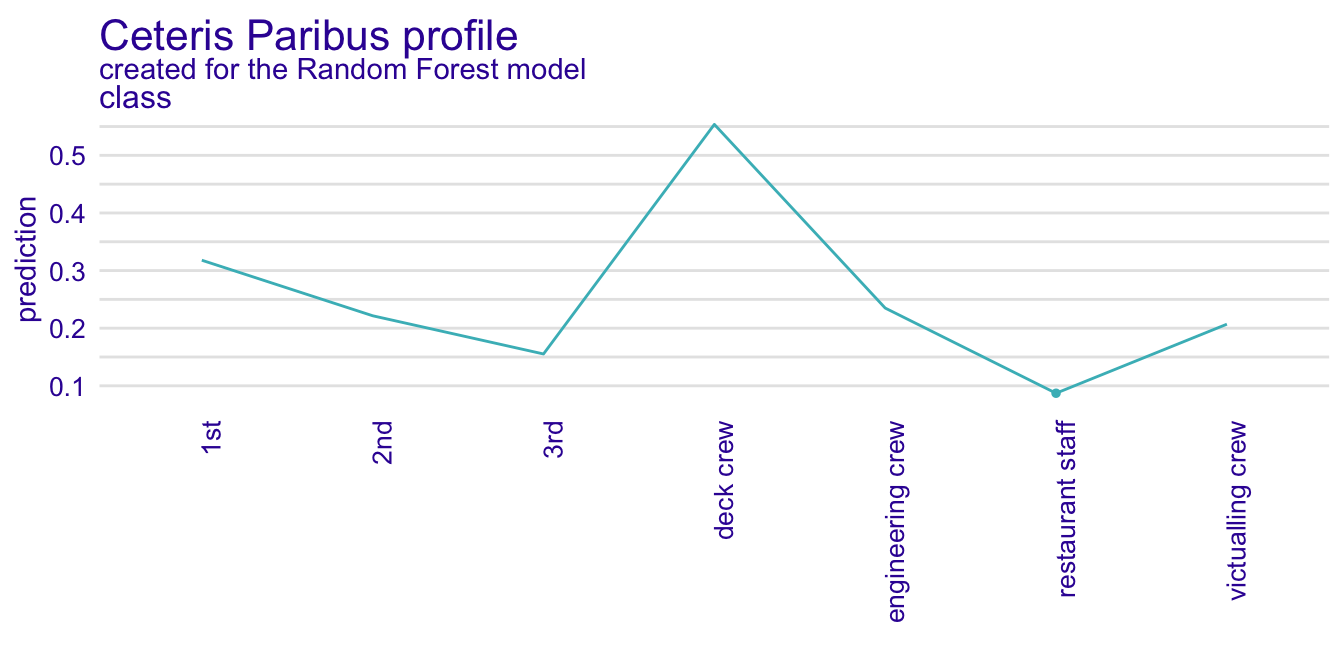 Ceteris Paribus profile
created for the Random Forest model
class
prediction
0.5
0.4
0.3
0.2
0.1
1st
2nd
3rd
deck crew
engineering crew
restaurant staff
victualling crew